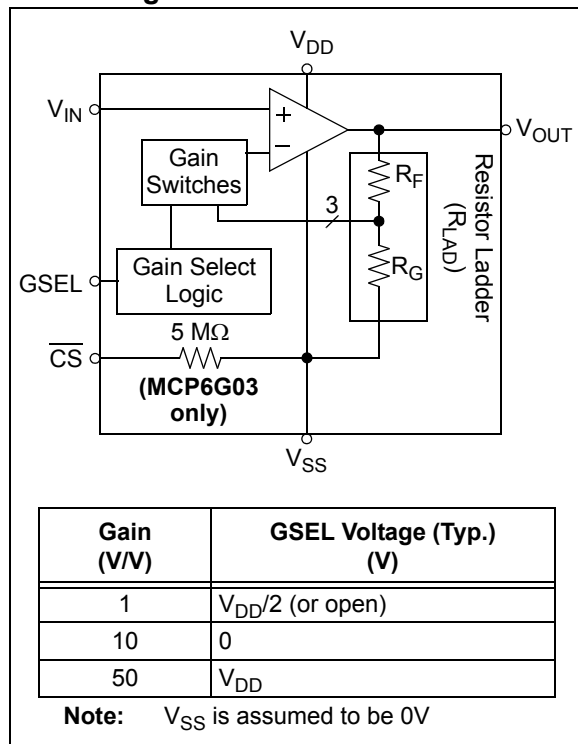 V_DD
V_IN
+
−
V_OUT
Gain
Switches
3
R_F
R_G
Resistor Ladder
(R_LAD)
GSEL
Gain Select
Logic
CS
5 MΩ
(MCP6G03
only)
V_SS
Gain
(V/V)
GSEL Voltage (Typ.)
(V)
1 V_DD/2 (or open)
10 0
50 V_DD
Note: V_SS is assumed to be 0V